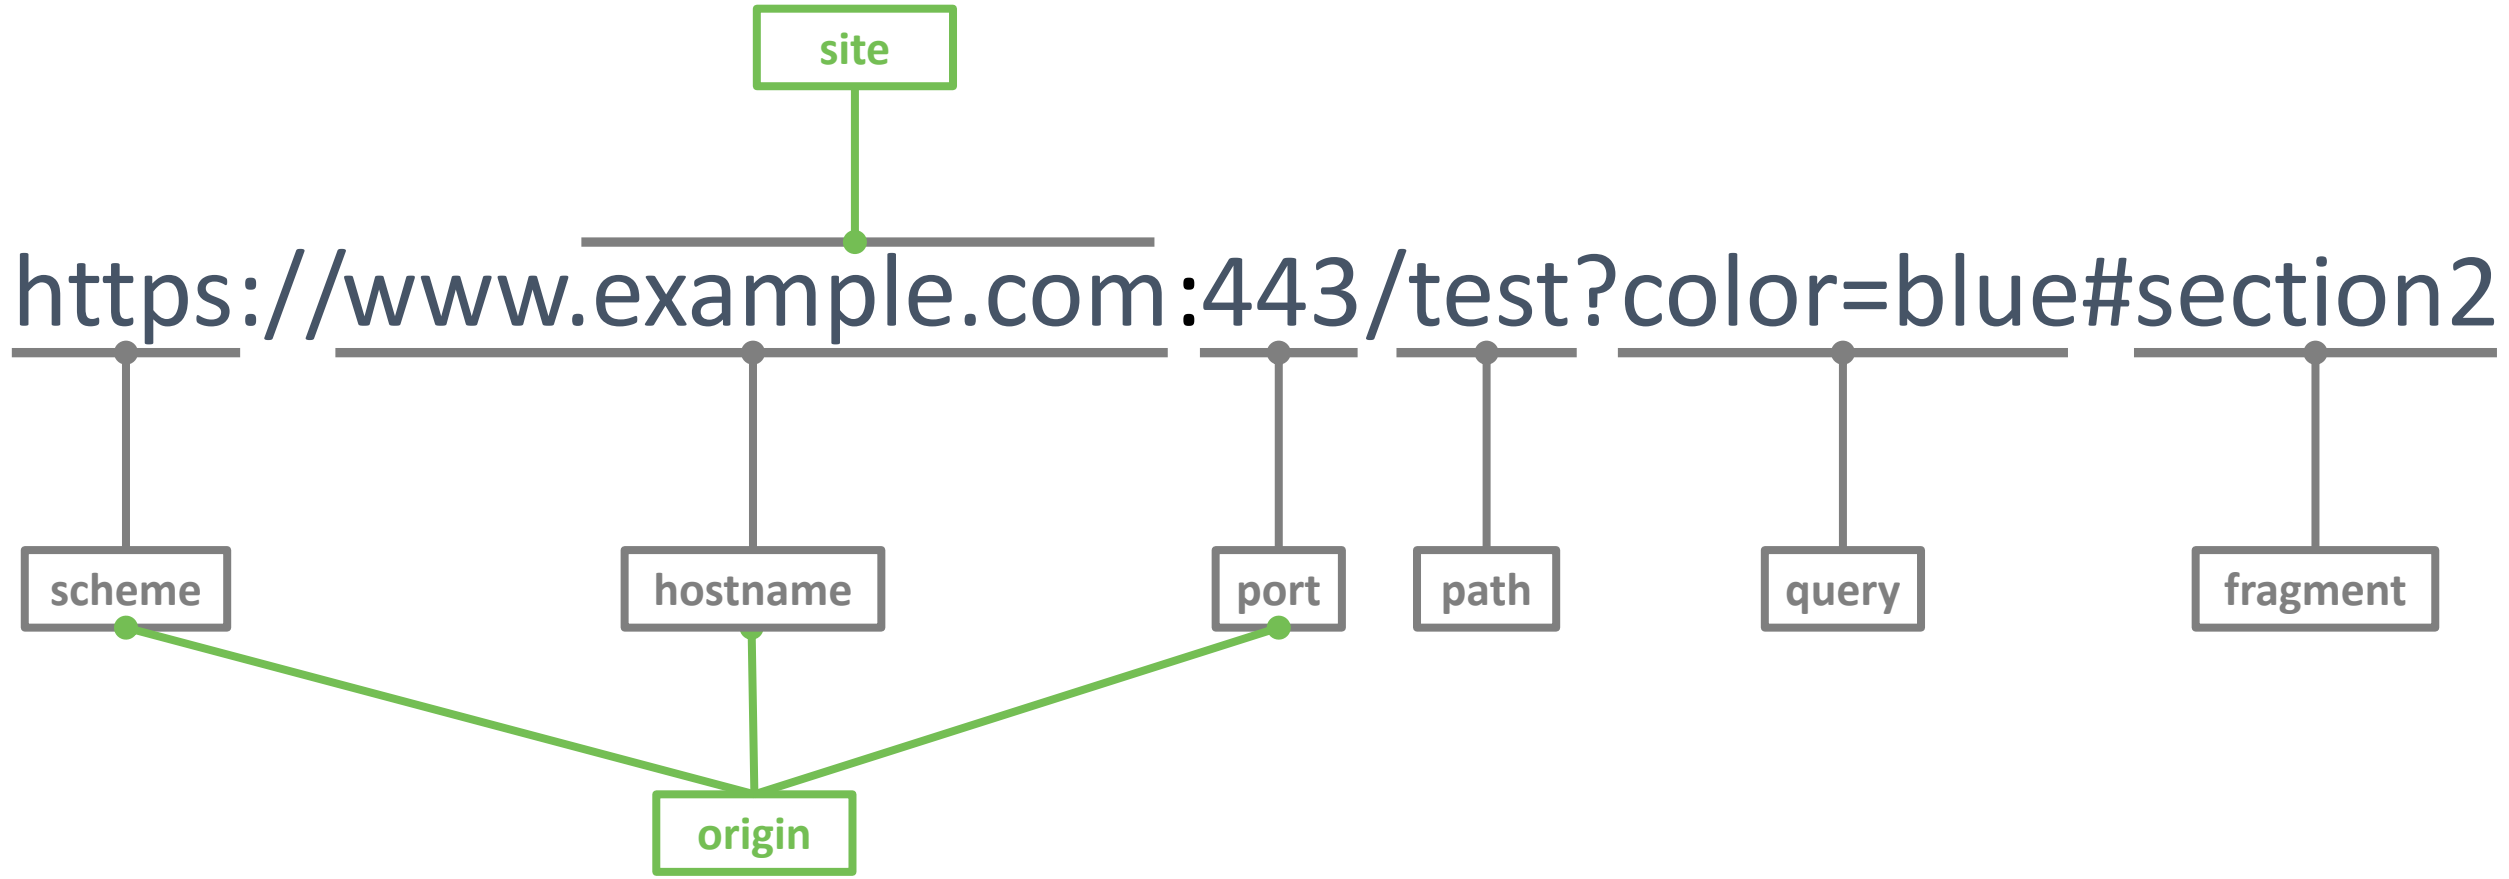 site
https://www.example.com:443/test?color=blue#section2
scheme
hostname
port
path
query
fragment
origin